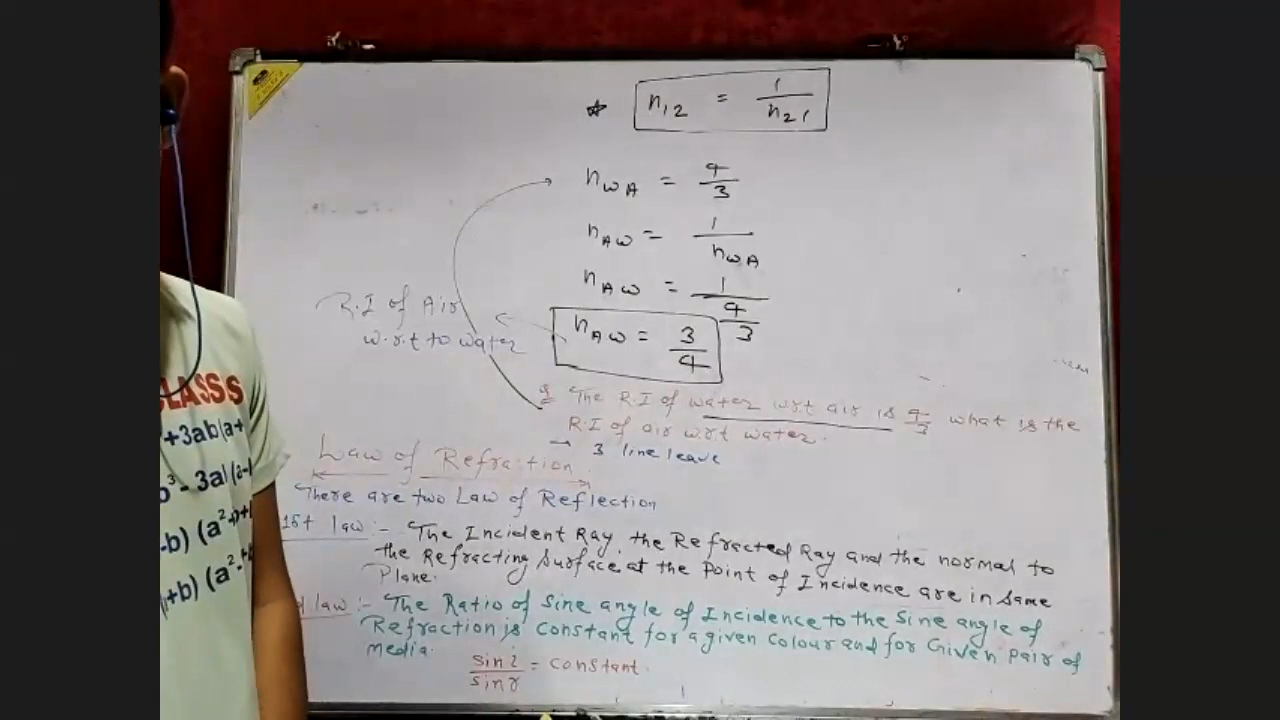 n12 = 1/n21
nWA = 4/3
nAW = 1/nWA
nAW = 1/(4/3)
R.I of Air
w.r.t to water
nAW = 3/4
Q The R.I of water w.r.t air is 4/3 what is the
R.I of air w.r.t water.
→ 3 line leave
Law of Refraction
There are two Law of Reflection
1st law :- The Incident Ray, the Refracted Ray and the normal to
the Refracting Surface at the Point of Incidence are in same
Plane.
law :- The Ratio of Sine angle of Incidence to the Sine angle of
Refraction is constant for a given colour and for Given Pair of
media.
sin i / sin r = constant
LASSS
+3ab(a+
- 3a
-b) (a²+
+b) (a²-